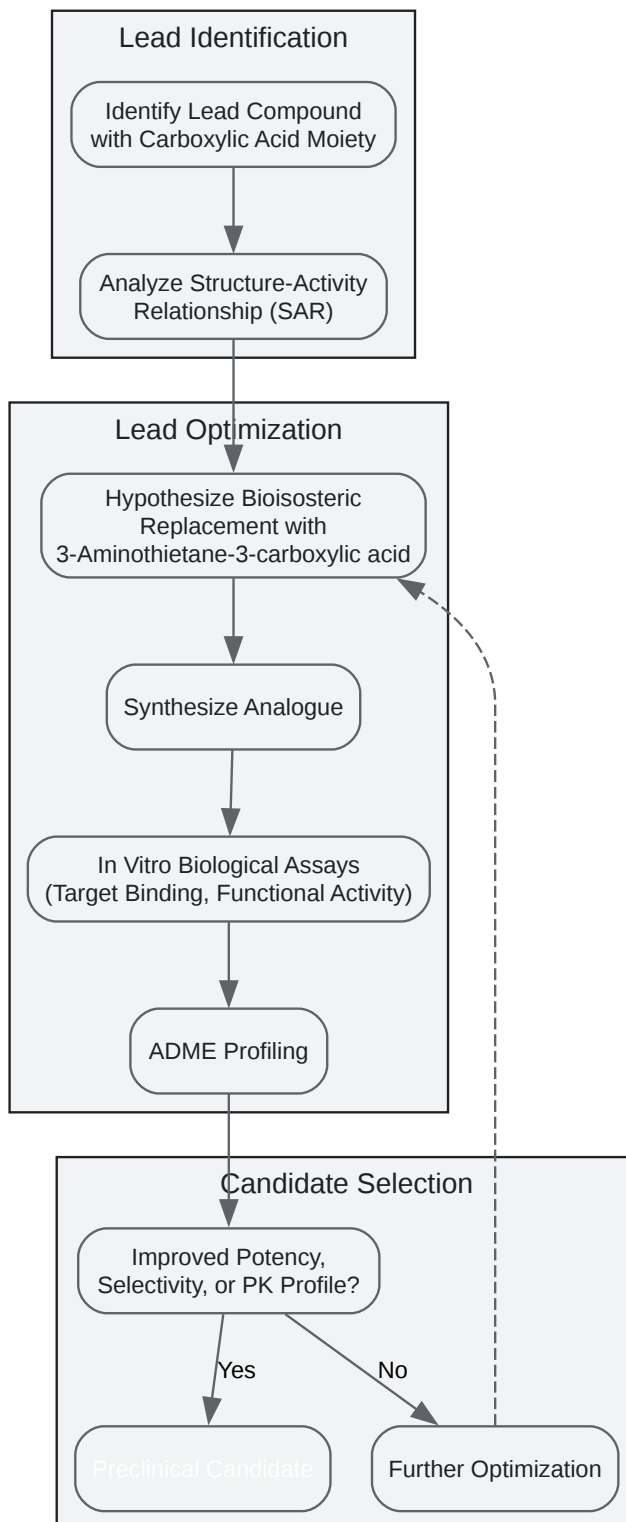 Lead Identification
Identify Lead Compound
with Carboxylic Acid Moiety
Analyze Structure-Activity
Relationship (SAR)
Lead Optimization
Hypothesize Bioisosteric
Replacement with
3-Aminothietane-3-carboxylic acid
Synthesize Analogue
In Vitro Biological Assays
(Target Binding, Functional Activity)
ADME Profiling
Candidate Selection
Improved Potency,
Selectivity, or PK Profile?
Yes
No
Preclinical Candidate
Further Optimization